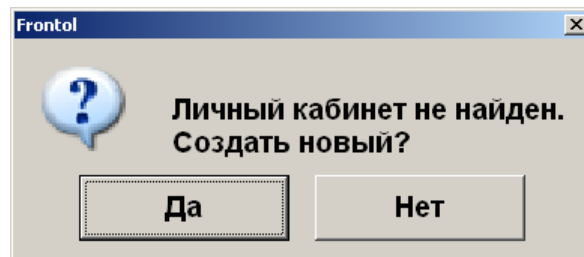 Frontol
Личный кабинет не найден.
Создать новый?
Да
Нет